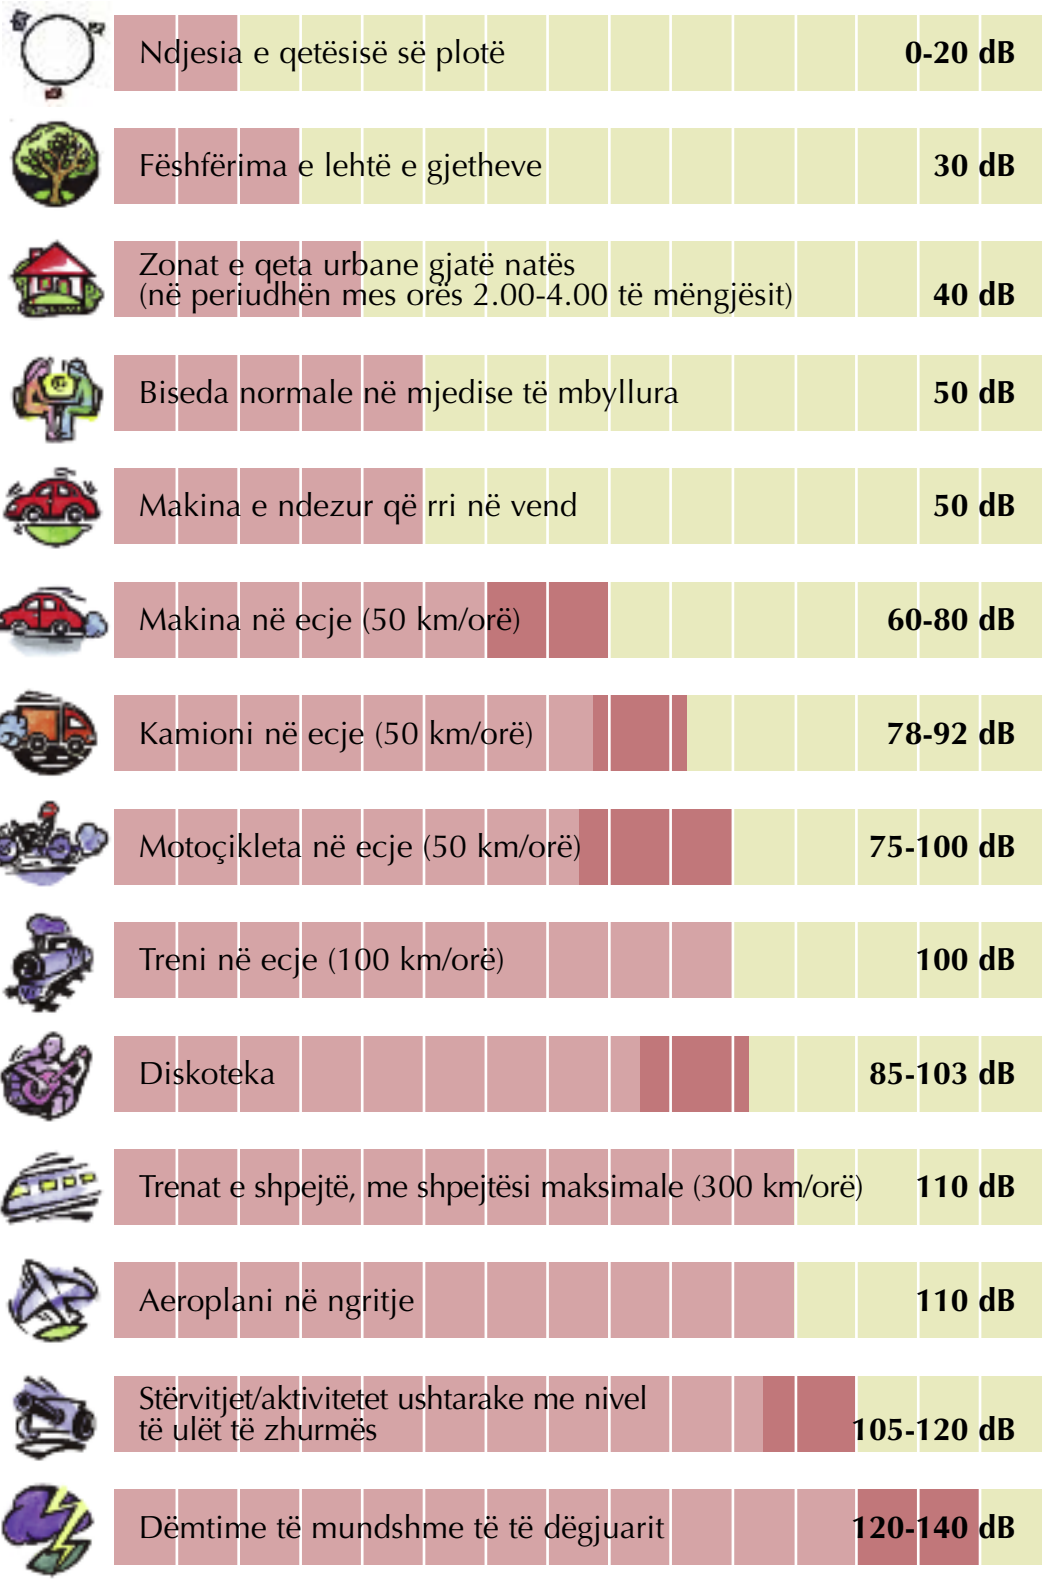 Ndjesia e qetësisë së plotë 0-20 dB
Fëshfërima e lehtë e gjetheve 30 dB
Zonat e qeta urbane gjatë natës
(në periudhën mes orës 2.00-4.00 të mëngjësit) 40 dB
Biseda normale në mjedise të mbyllura 50 dB
Makina e ndezur që rri në vend 50 dB
Makina në ecje (50 km/orë) 60-80 dB
Kamioni në ecje (50 km/orë) 78-92 dB
Motoçikleta në ecje (50 km/orë) 75-100 dB
Treni në ecje (100 km/orë) 100 dB
Diskoteka 85-103 dB
Trenat e shpejtë, me shpejtësi maksimale (300 km/orë) 110 dB
Aeroplani në ngritje 110 dB
Stërvitjet/aktivitetet ushtarake me nivel
të ulët të zhurmës 105-120 dB
Dëmtime të mundshme të të dëgjuarit 120-140 dB